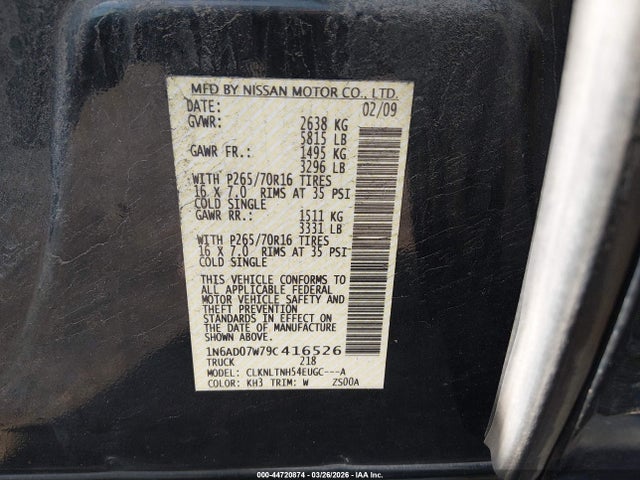 MFD BY NISSAN MOTOR CO., LTD.
DATE: 02/09
GVWR: 2638 KG
5815 LB
GAWR FR.: 1495 KG
3296 LB
WITH P265/70R16 TIRES
16 X 7.0 RIMS AT 35 PSI
COLD SINGLE
GAWR RR.: 1511 KG
3331 LB
WITH P265/70R16 TIRES
16 X 7.0 RIMS AT 35 PSI
COLD SINGLE
THIS VEHICLE CONFORMS TO
ALL APPLICABLE FEDERAL
MOTOR VEHICLE SAFETY AND
THEFT PREVENTION
STANDARDS IN EFFECT ON
THE DATE OF MANUFACTURE
SHOWN ABOVE.
1N6AD07W79C416526
TRUCK 218
MODEL: CLKNLTNH54EUGC---A
COLOR: KH3 TRIM: W ZS00A
000-44720874 | 03/26/2026 - IAA Inc.